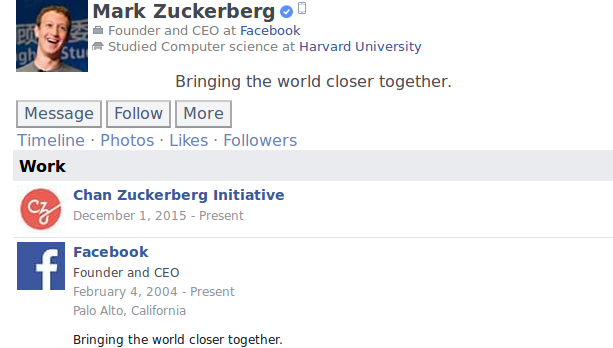 Mark Zuckerberg
Founder and CEO at Facebook
Studied Computer science at Harvard University
Bringing the world closer together.
Message Follow More
Timeline · Photos · Likes · Followers
Work
cz
Chan Zuckerberg Initiative
December 1, 2015 - Present
f
Facebook
Founder and CEO
February 4, 2004 - Present
Palo Alto, California
Bringing the world closer together.